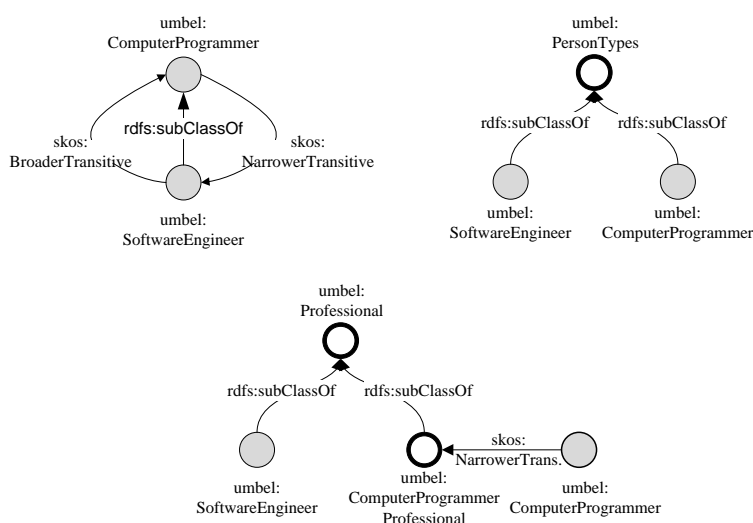 umbel:
ComputerProgrammer
rdfs:subClassOf
skos:
BroaderTransitive
skos:
NarrowerTransitive
umbel:
SoftwareEngineer
umbel:
PersonTypes
rdfs:subClassOf
rdfs:subClassOf
umbel:
SoftwareEngineer
umbel:
ComputerProgrammer
umbel:
Professional
rdfs:subClassOf
rdfs:subClassOf
skos:
NarrowerTrans.
umbel:
SoftwareEngineer
umbel:
ComputerProgrammer
Professional
umbel:
ComputerProgrammer